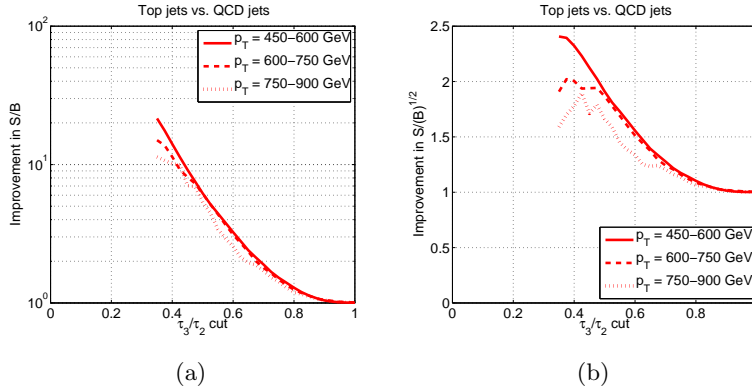 Top jets vs. QCD jets
10^2
10^1
10^0
Improvement in S/B
p_T = 450–600 GeV
p_T = 600–750 GeV
p_T = 750–900 GeV
0 0.2 0.4 0.6 0.8 1
τ_3/τ_2 cut
(a)
Top jets vs. QCD jets
2.5
2
1.5
1
0.5
0
Improvement in S/(B)^{1/2}
p_T = 450–600 GeV
p_T = 600–750 GeV
p_T = 750–900 GeV
0 0.2 0.4 0.6 0.8
τ_3/τ_2 cut
(b)